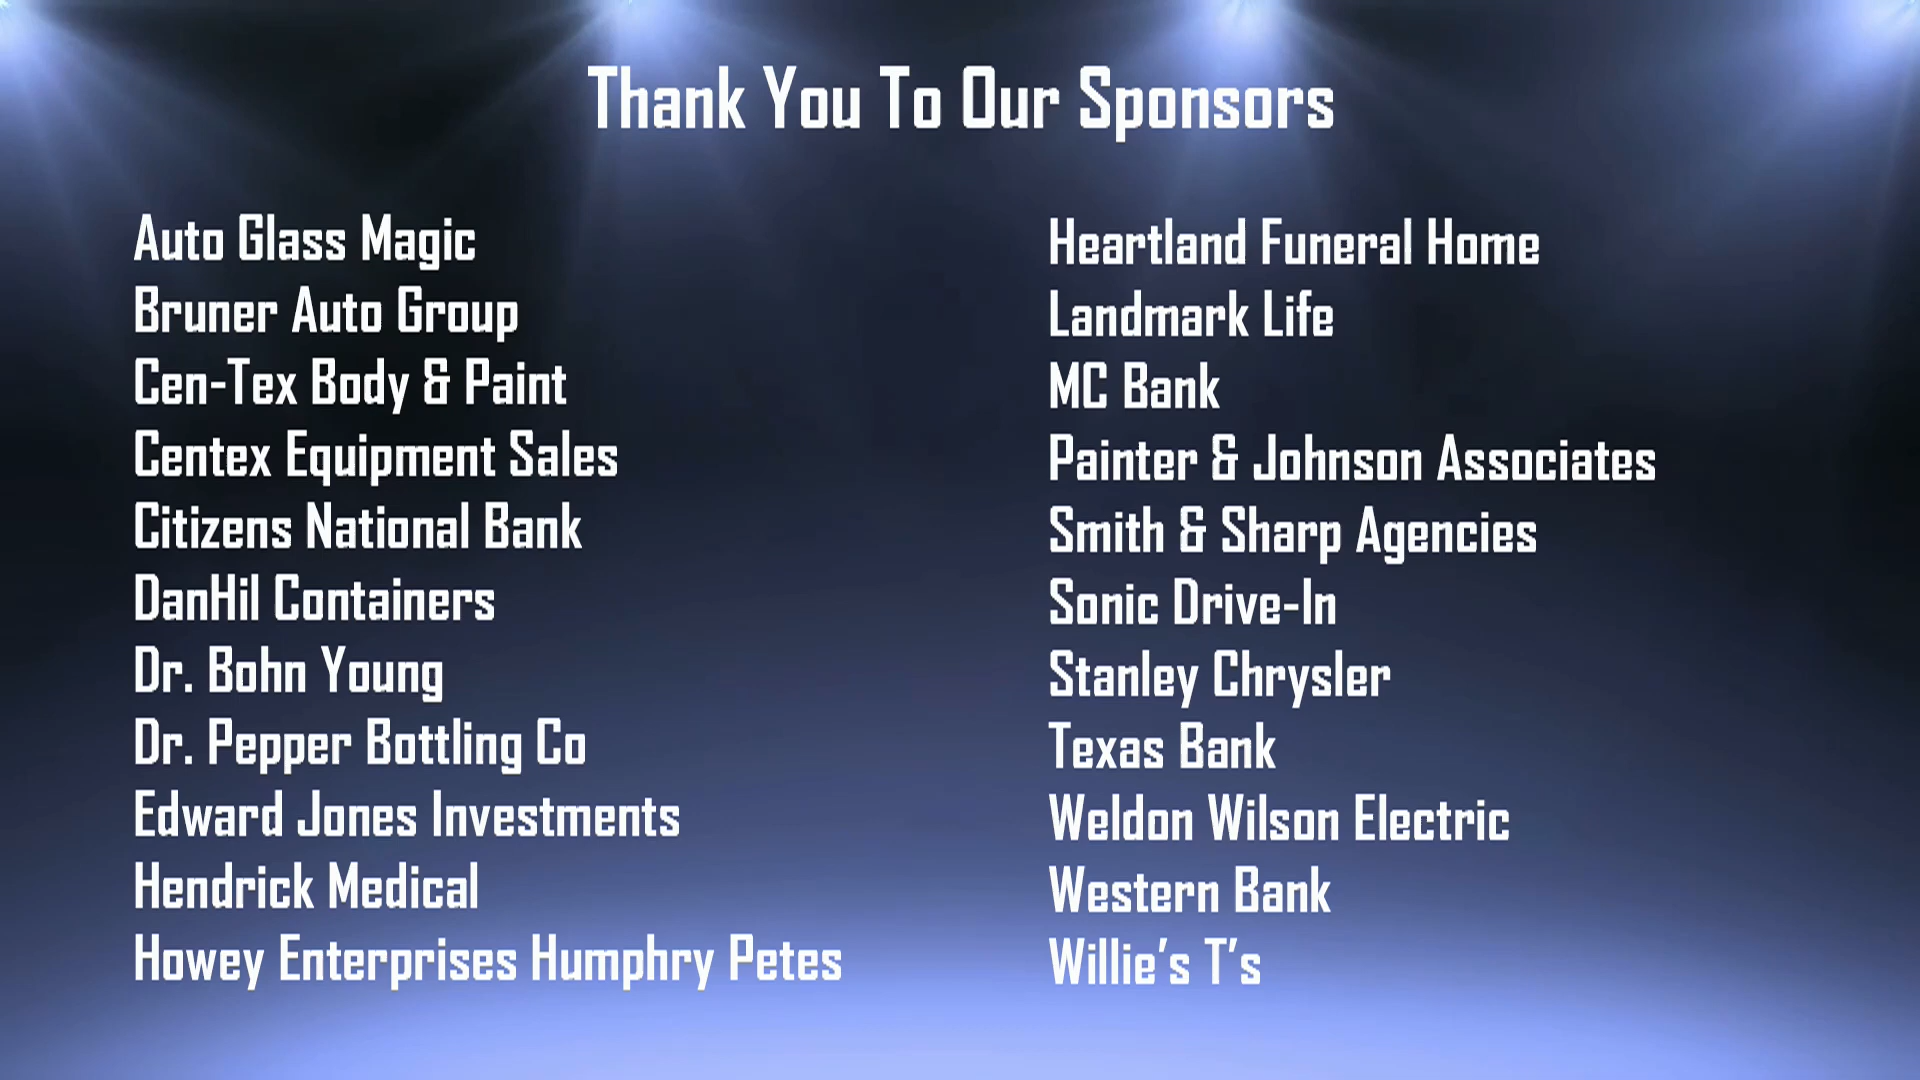 Thank You To Our Sponsors
Auto Glass Magic
Bruner Auto Group
Cen-Tex Body & Paint
Centex Equipment Sales
Citizens National Bank
DanHil Containers
Dr. Bohn Young
Dr. Pepper Bottling Co
Edward Jones Investments
Hendrick Medical
Howey Enterprises Humphry Petes
Heartland Funeral Home
Landmark Life
MC Bank
Painter & Johnson Associates
Smith & Sharp Agencies
Sonic Drive-In
Stanley Chrysler
Texas Bank
Weldon Wilson Electric
Western Bank
Willie's T's